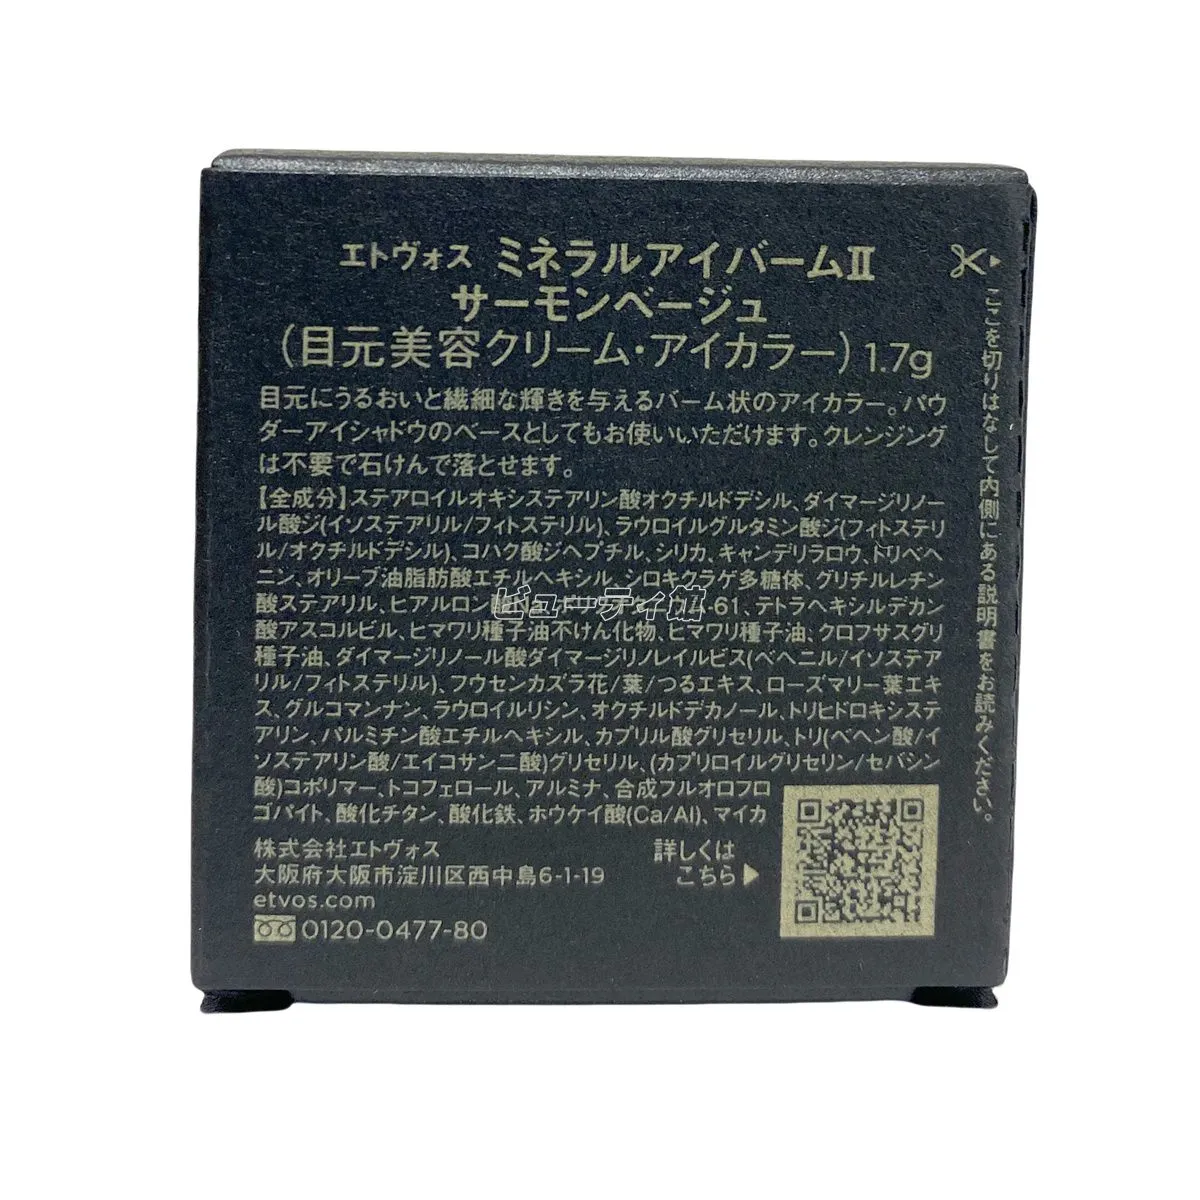 エトヴォス ミネラルアイバームⅡ
サーモンベージュ
(目元美容クリーム・アイカラー) 1.7g
目元にうるおいと繊細な輝きを与えるバーム状のアイカラー。パウ
ダーアイシャドウのベースとしてもお使いいただけます。クレンジング
は不要で石けんで落とせます。
【全成分】ステアロイルオキシステアリン酸オクチルドデシル、ダイマージリノー
ル酸ジ(イソステアリル/フィトステリル)、ラウロイルグルタミン酸ジ(フィトステリ
ル/オクチルドデシル)、コハク酸ジヘプチル、シリカ、キャンデリラロウ、トリベヘ
ニン、オリーブ油脂肪酸エチルヘキシル、シロキクラゲ多糖体、グリチルレチン
酸ステアリル、ヒアルロン酸 ウム-61、テトラヘキシルデカン
酸アスコルビル、ヒマワリ種子油不けん化物、ヒマワリ種子油、クロフサスグリ
種子油、ダイマージリノール酸ダイマージリノレイルビス(ベヘニル/イソステア
リル/フィトステリル)、フウセンカズラ花/葉/つるエキス、ローズマリー葉エキ
ス、グルコマンナン、ラウロイルリシン、オクチルドデカノール、トリヒドロキシステ
アリン、パルミチン酸エチルヘキシル、カプリル酸グリセリル、トリ(ベヘン酸/イ
ソステアリン酸/エイコサン二酸)グリセリル、(カプリロイルグリセリン/セバシン
酸)コポリマー、トコフェロール、アルミナ、合成フルオロフロ
ゴパイト、酸化チタン、酸化鉄、ホウケイ酸(Ca/Al)、マイカ
株式会社エトヴォス
大阪府大阪市淀川区西中島6-1-19
etvos.com
0120-0477-80
詳しくは
こちら▶
ここを切りはなして内側にある説明書をお読みください。
ビューティ館